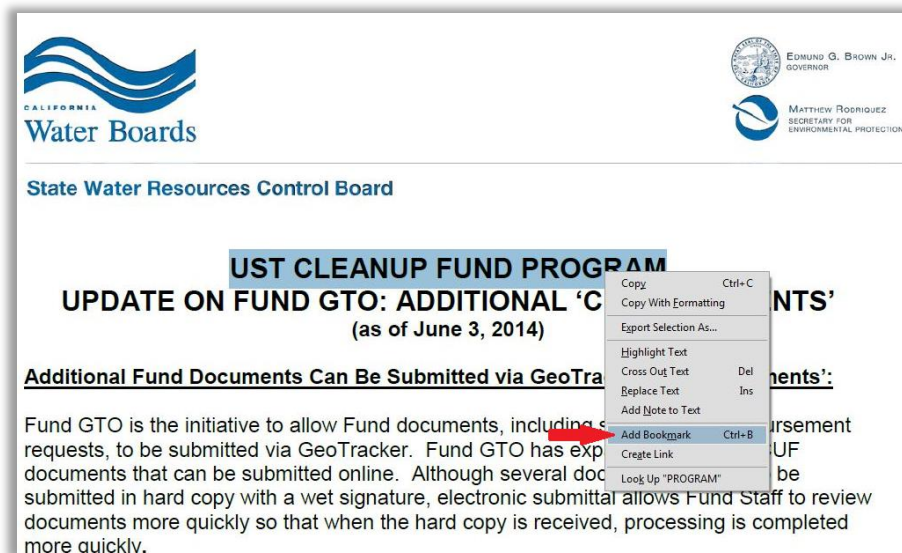 CALIFORNIA
Water Boards
EDMUND G. BROWN JR.
GOVERNOR
MATTHEW RODRIQUEZ
SECRETARY FOR
ENVIRONMENTAL PROTECTION
State Water Resources Control Board
UST CLEANUP FUND PROGRAM
UPDATE ON FUND GTO: ADDITIONAL ‘C NTS’
(as of June 3, 2014)
Additional Fund Documents Can Be Submitted via GeoTra ments’:
Fund GTO is the initiative to allow Fund documents, including s ursement
requests, to be submitted via GeoTracker. Fund GTO has exp UF
documents that can be submitted online. Although several doc be
submitted in hard copy with a wet signature, electronic submittal allows Fund Staff to review
documents more quickly so that when the hard copy is received, processing is completed
more quickly.
Copy Ctrl+C
Copy With Formatting
Export Selection As...
Highlight Text
Cross Out Text Del
Replace Text Ins
Add Note to Text
Add Bookmark Ctrl+B
Create Link
Look Up "PROGRAM"